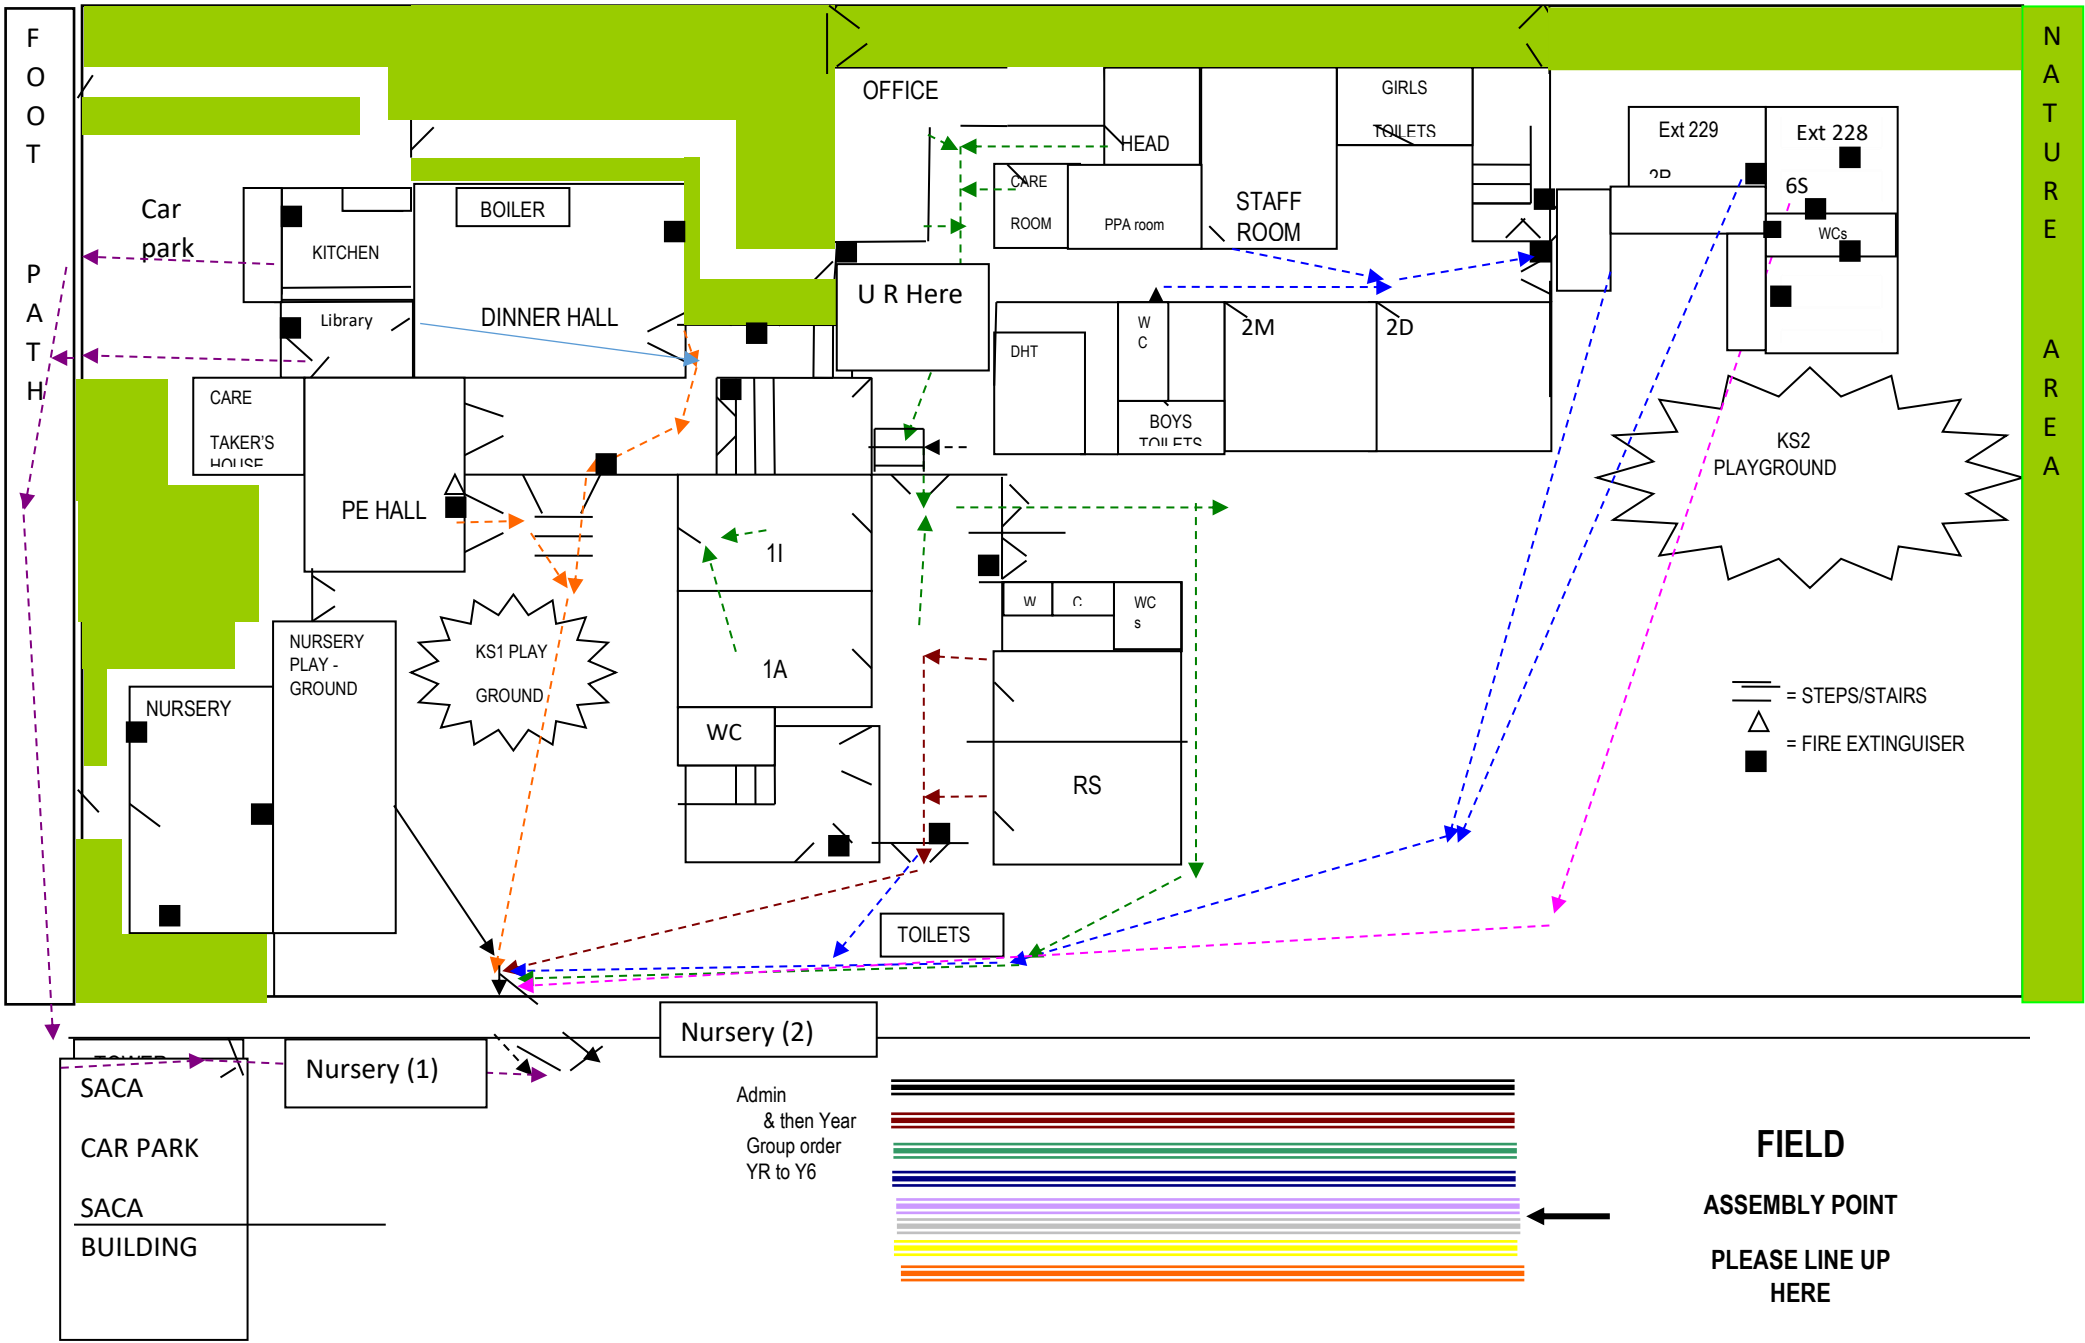 FOOT PATH
NATURE AREA
OFFICE
HEAD
GIRLS
TOILETS
CARE
ROOM
PPA room
STAFF
ROOM
Ext 229
Ext 228
6S
WCs
Car
park
KITCHEN
BOILER
Library
DINNER HALL
U R Here
DHT
W
C
BOYS
TOILETS
2M
2D
KS2
PLAYGROUND
CARE
TAKER'S
HOUSE
PE HALL
1I
1A
WC
W
C
WC
s
RS
NURSERY
PLAY -
GROUND
NURSERY
KS1 PLAY
GROUND
= STEPS/STAIRS
= FIRE EXTINGUISER
TOILETS
Nursery (2)
Nursery (1)
SACA
CAR PARK
SACA
BUILDING
Admin
& then Year
Group order
YR to Y6
FIELD
ASSEMBLY POINT
PLEASE LINE UP
HERE